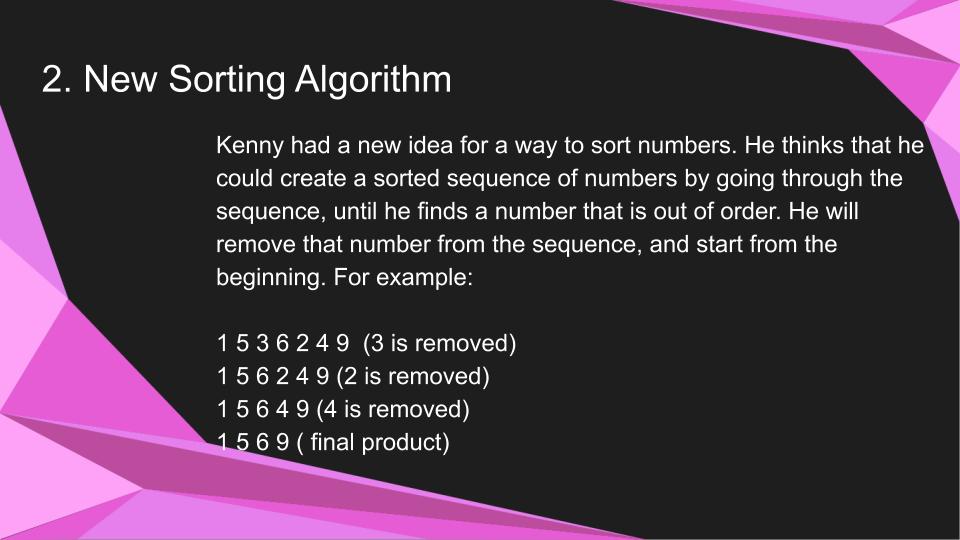 2. New Sorting Algorithm
Kenny had a new idea for a way to sort numbers. He thinks that he
could create a sorted sequence of numbers by going through the
sequence, until he finds a number that is out of order. He will
remove that number from the sequence, and start from the
beginning. For example:
1 5 3 6 2 4 9  (3 is removed)
1 5 6 2 4 9 (2 is removed)
1 5 6 4 9 (4 is removed)
1 5 6 9 ( final product)